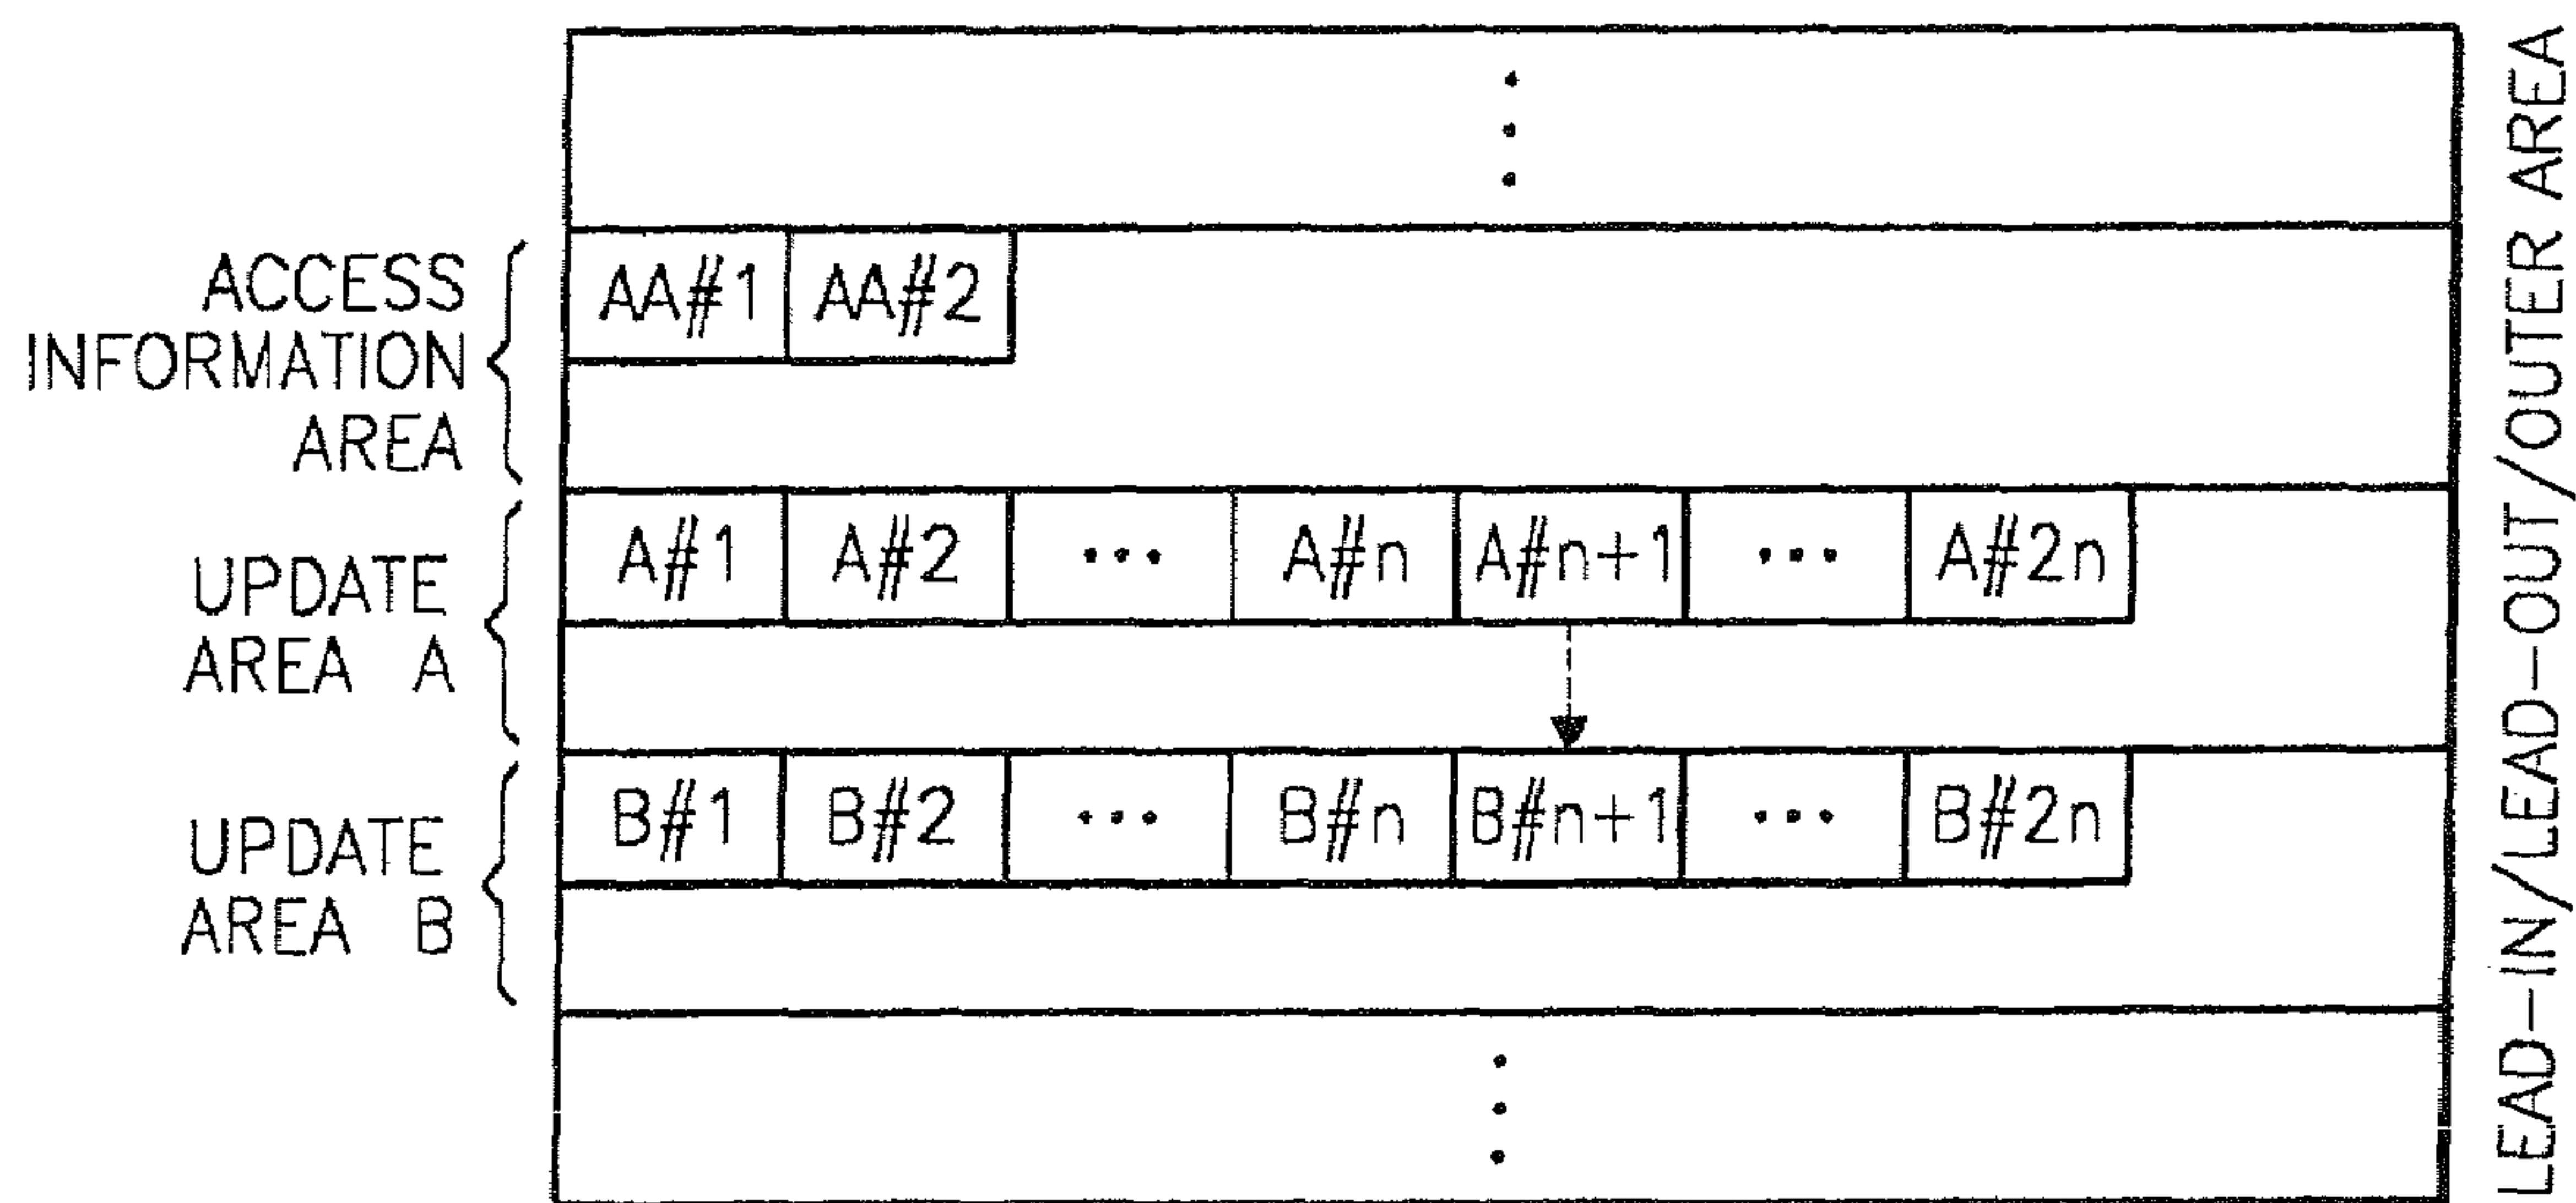 ACCESS
INFORMATION
AREA
AA#1 AA#2
UPDATE
AREA A
A#1 A#2 ... A#n A#n+1 ... A#2n
UPDATE
AREA B
B#1 B#2 ... B#n B#n+1 ... B#2n
LEAD-IN/LEAD-OUT/OUTER AREA